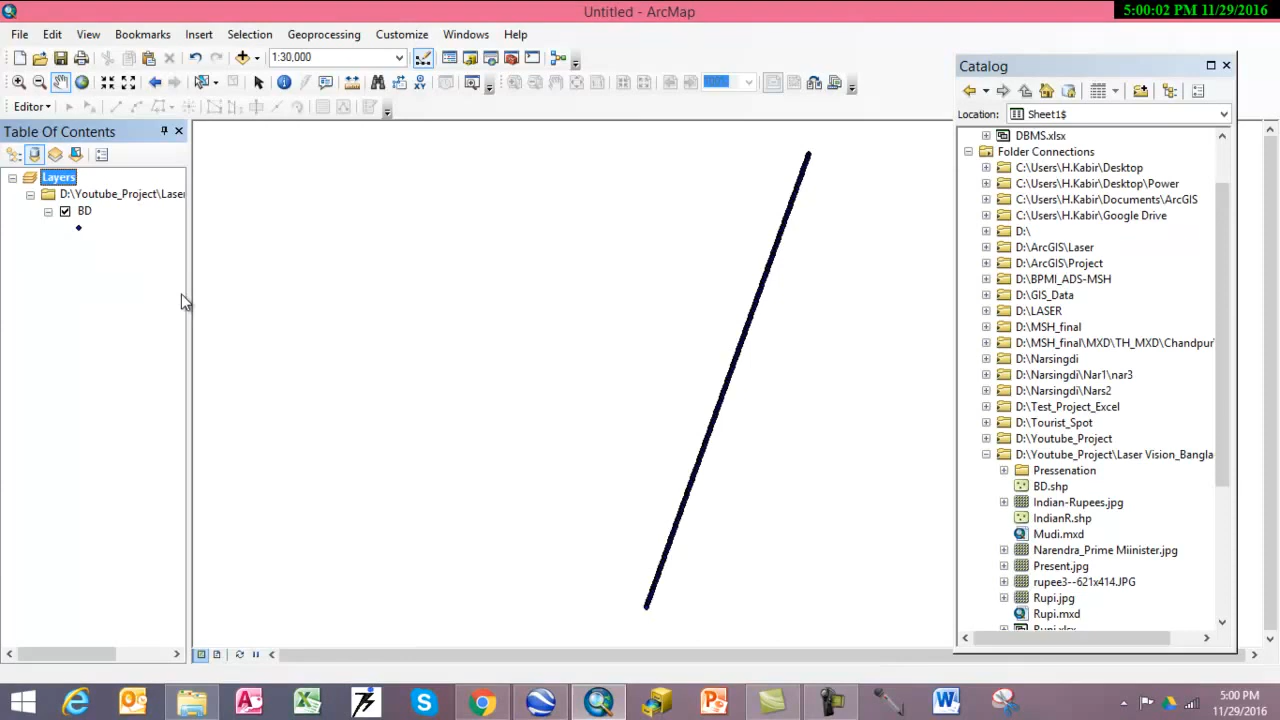 Untitled - ArcMap
5:00:02 PM 11/29/2016
File Edit View Bookmarks Insert Selection Geoprocessing Customize Windows Help
1:30,000
Editor
Table Of Contents
Layers
D:\Youtube_Project\Laser
BD
Catalog
Location: Sheet1$
DBMS.xlsx
Folder Connections
C:\Users\H.Kabir\Desktop
C:\Users\H.Kabir\Desktop\Power
C:\Users\H.Kabir\Documents\ArcGIS
C:\Users\H.Kabir\Google Drive
D:\
D:\ArcGIS\Laser
D:\ArcGIS\Project
D:\BPMI_ADS-MSH
D:\GIS_Data
D:\LASER
D:\MSH_final
D:\MSH_final\MXD\TH_MXD\Chandpur
D:\Narsingdi
D:\Narsingdi\Nar1\nar3
D:\Narsingdi\Nars2
D:\Test_Project_Excel
D:\Tourist_Spot
D:\Youtube_Project
D:\Youtube_Project\Laser Vision_Bangla
Pressenation
BD.shp
Indian-Rupees.jpg
IndianR.shp
Mudi.mxd
Narendra_Prime Miinister.jpg
Present.jpg
rupee3--621x414.JPG
Rupi.jpg
Rupi.mxd
Rupi.xlsx
5:00 PM
11/29/2016